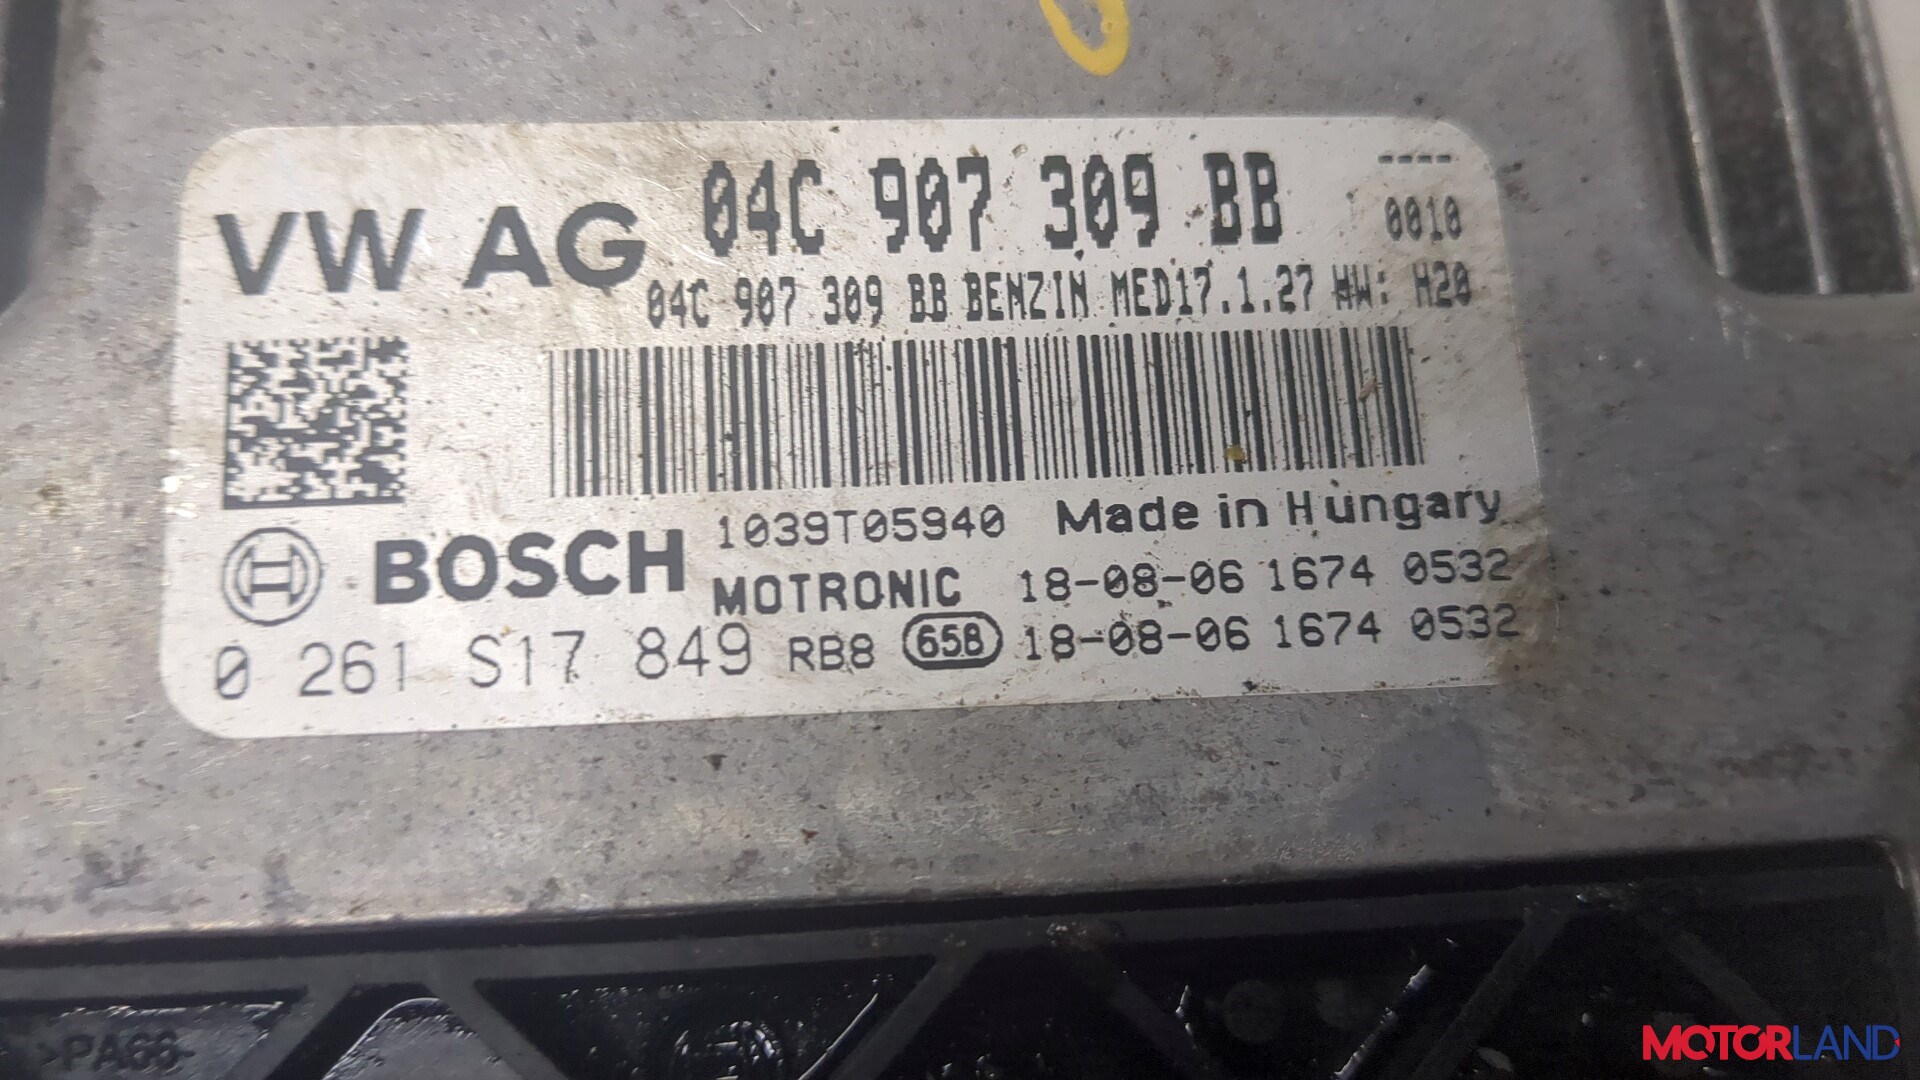 VW AG 04C 907 309 BB ----
0010
04C 907 309 BB BENZIN MED17.1.27 HW: H20
BOSCH 1039T05940 Made in Hungary
MOTRONIC 18-08-06 1674 0532
0 261 S17 849 RB8 65B 18-08-06 1674 0532
>PA66-
MOTORLAND